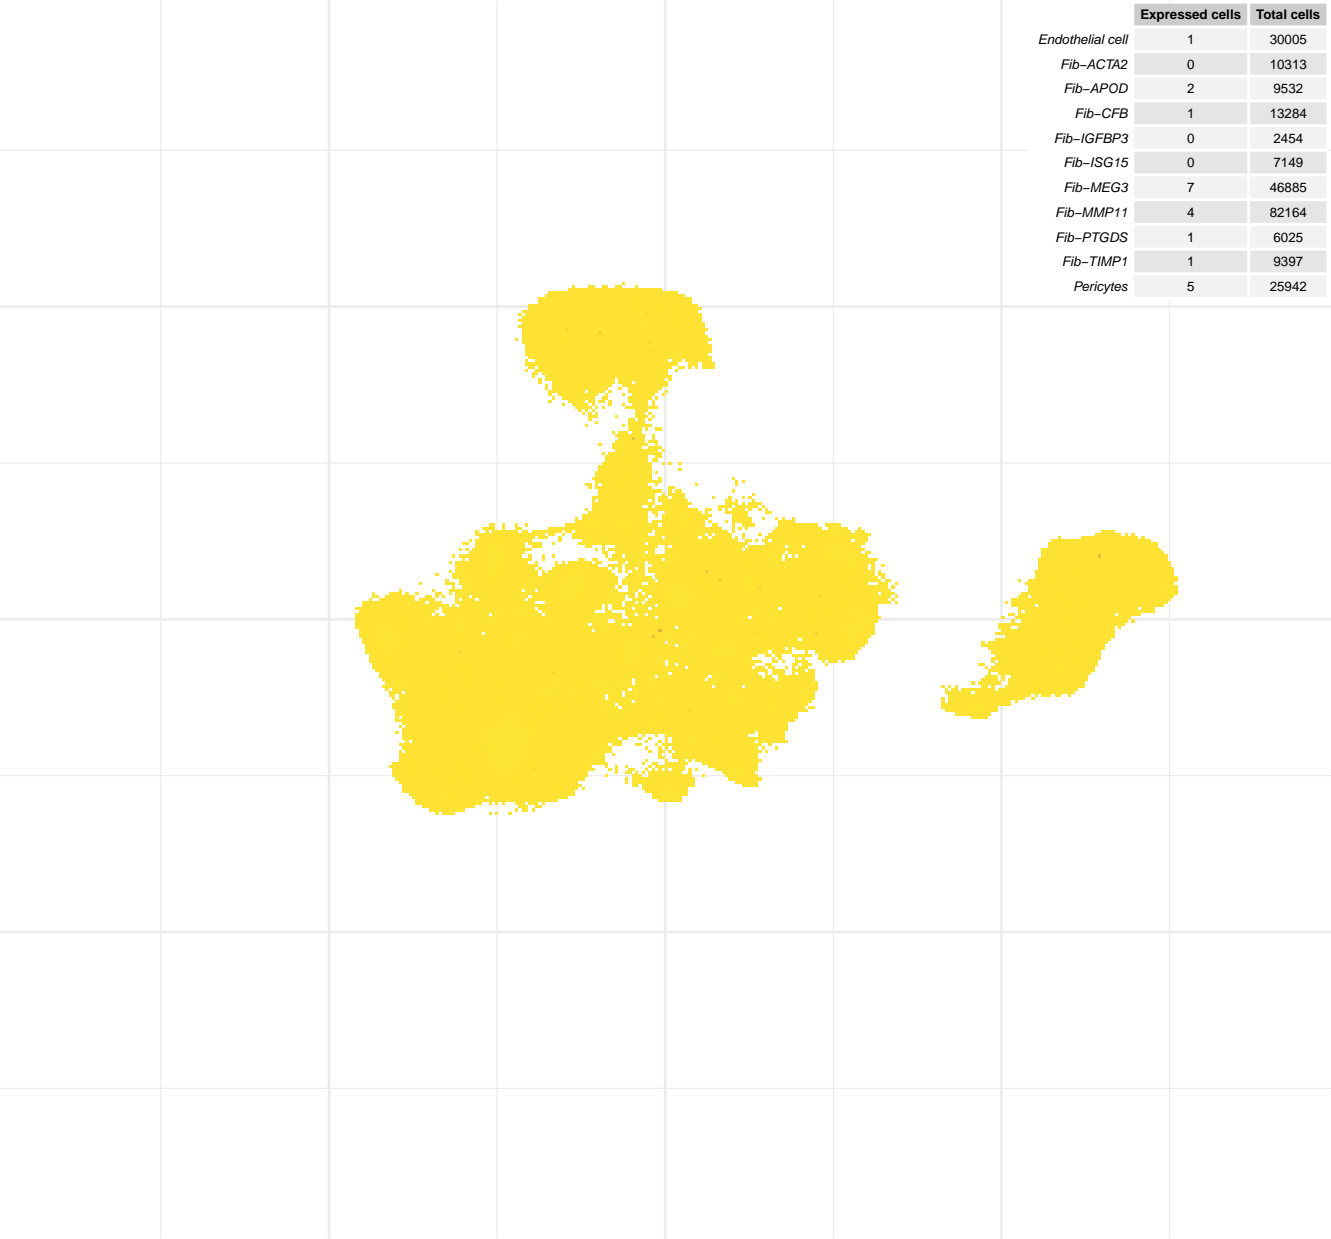 Expressed cells Total cells
Endothelial cell 1 30005
Fib−ACTA2 0 10313
Fib−APOD 2 9532
Fib−CFB 1 13284
Fib−IGFBP3 0 2454
Fib−ISG15 0 7149
Fib−MEG3 7 46885
Fib−MMP11 4 82164
Fib−PTGDS 1 6025
Fib−TIMP1 1 9397
Pericytes 5 25942